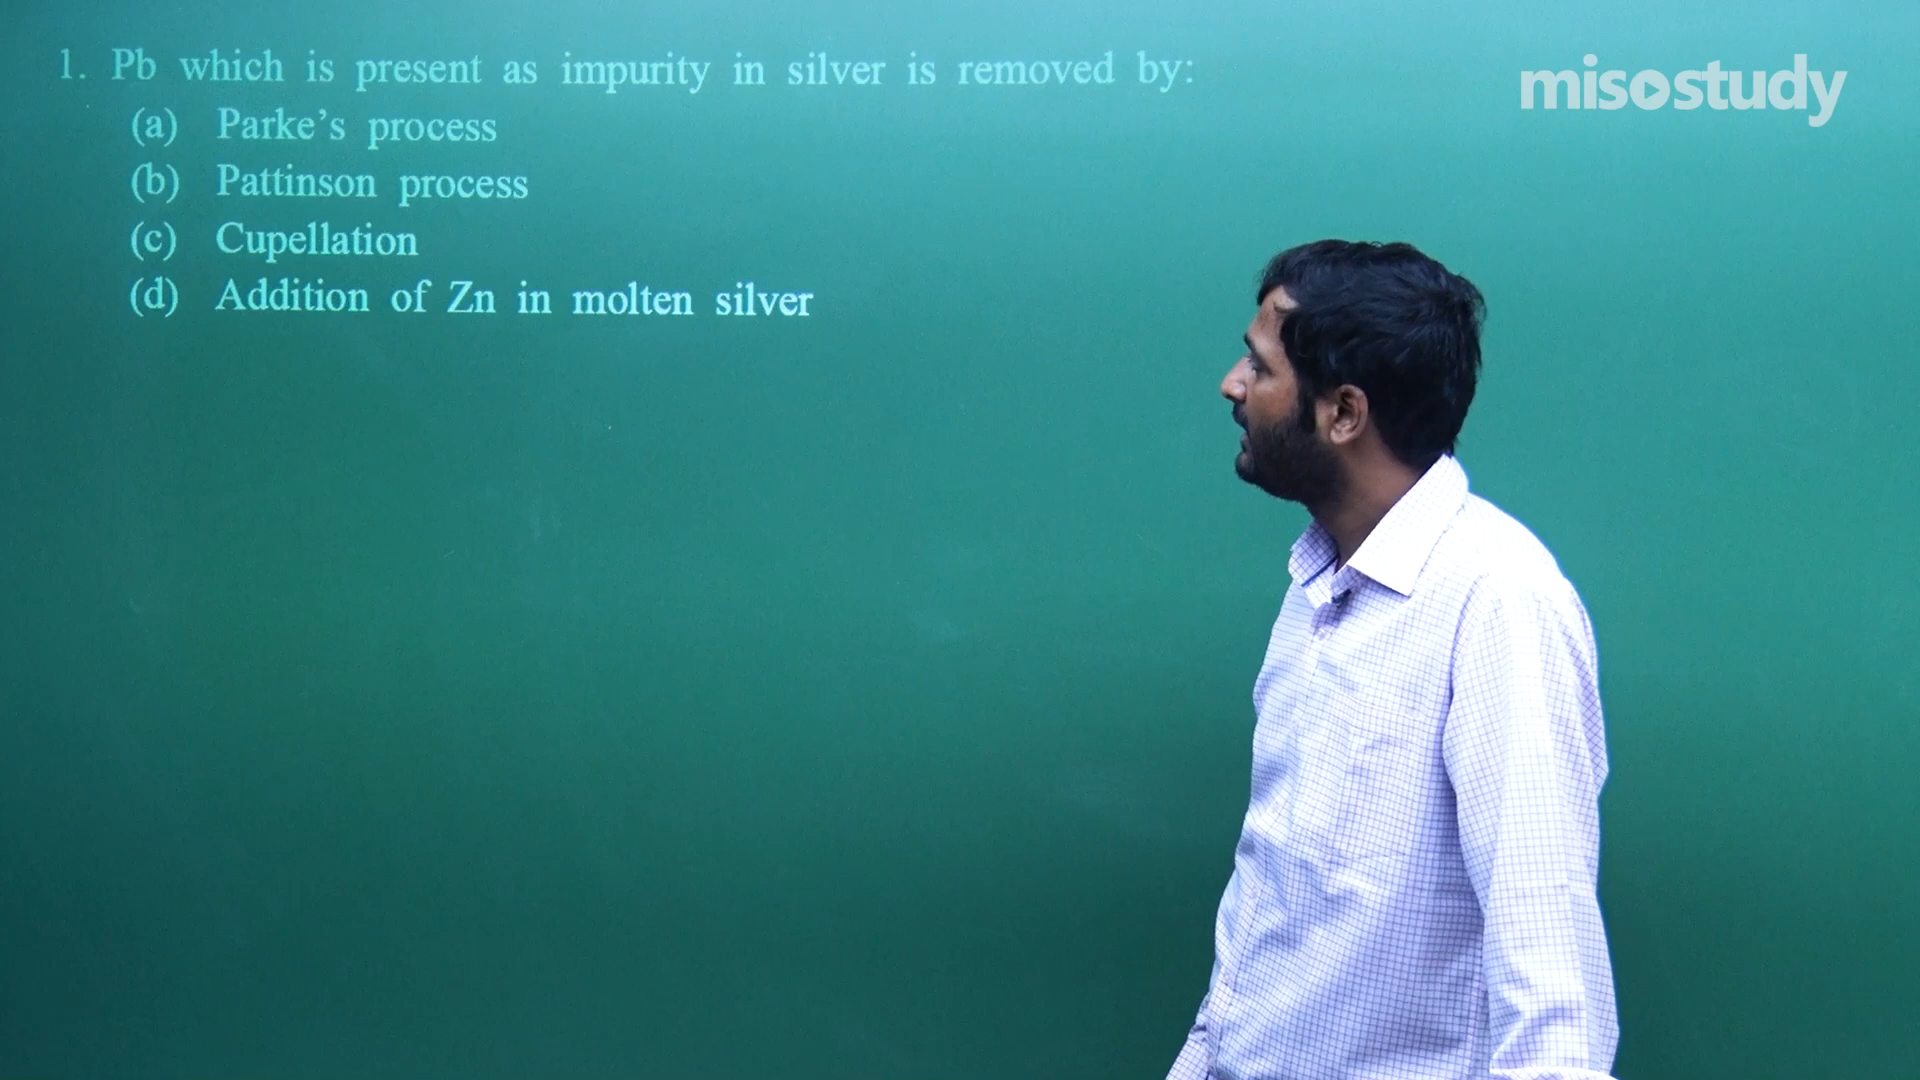 1. Pb which is present as impurity in silver is removed by:
(a) Parke's process
(b) Pattinson process
(c) Cupellation
(d) Addition of Zn in molten silver
misostudy